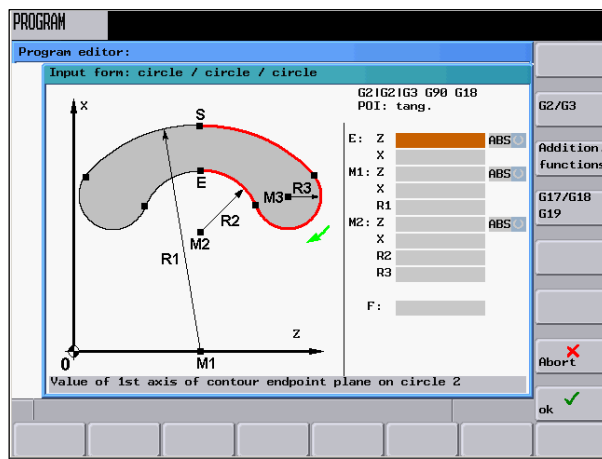 PROGRAM
Program editor:
Input form: circle / circle / circle
G2|G2|G3 G90 G18
POI: tang.
X
S
E
M3
R3
R2
M2
R1
Z
0
M1
E: Z ABS
X
M1: Z ABS
X
R1
M2: Z ABS
X
R2
R3
F:
Value of 1st axis of contour endpoint plane on circle 2
G2/G3
Addition.
functions
G17/G18
G19
Abort
ok